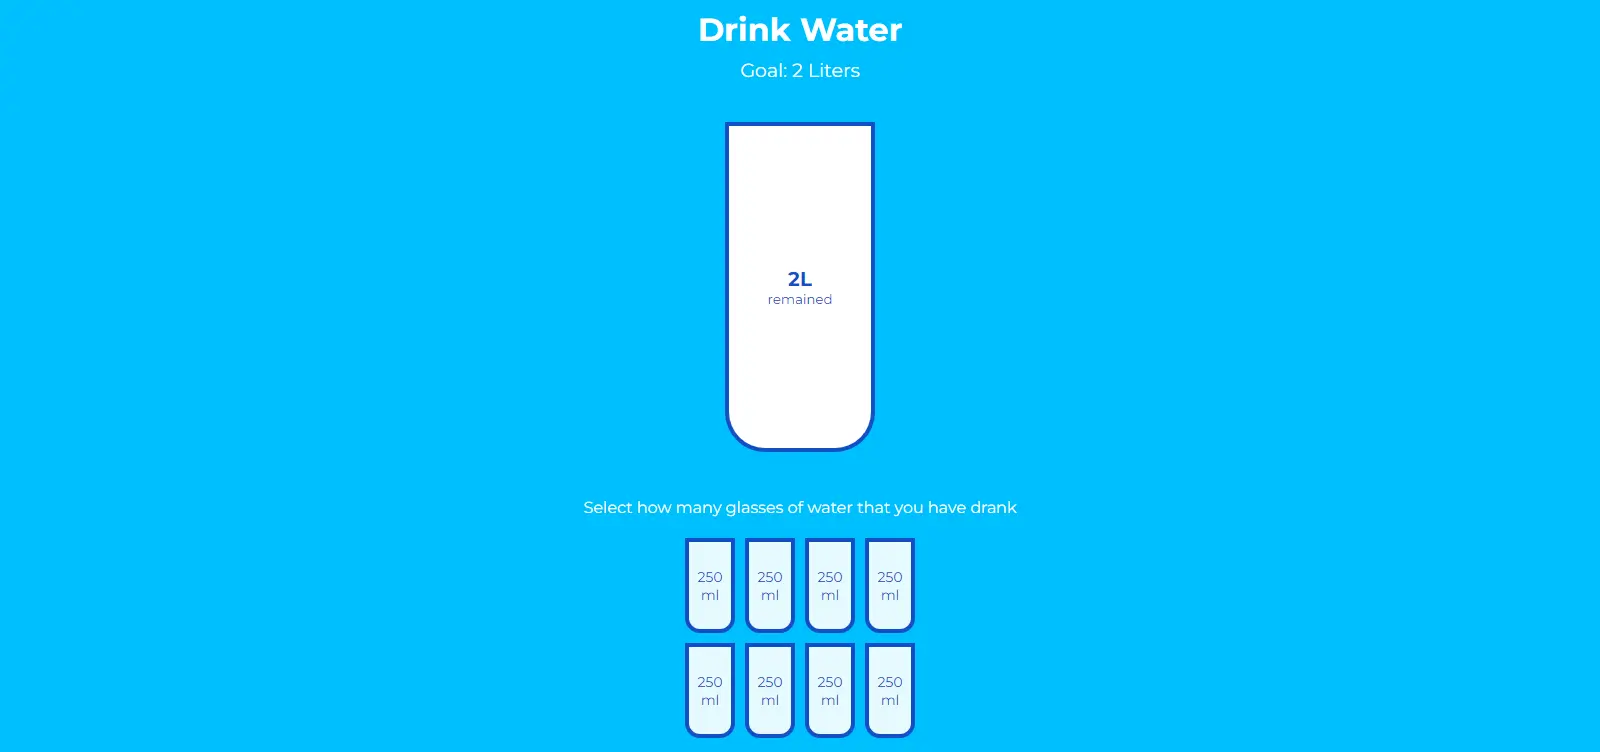 Drink Water
Goal: 2 Liters
2L
remained
Select how many glasses of water that you have drank
250 250 250 250
ml ml ml ml
250 250 250 250
ml ml ml ml